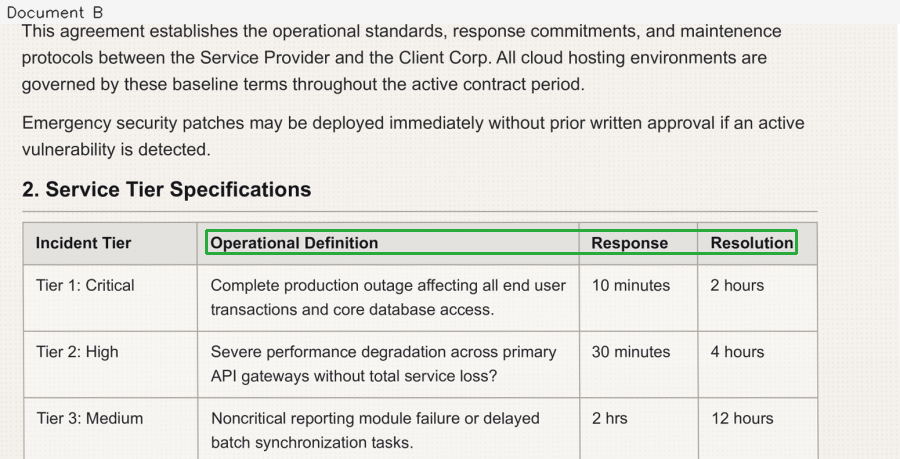 Document B
This agreement establishes the operational standards, response commitments, and maintenence
protocols between the Service Provider and the Client Corp. All cloud hosting environments are
governed by these baseline terms throughout the active contract period.
Emergency security patches may be deployed immediately without prior written approval if an active
vulnerability is detected.
2. Service Tier Specifications
Incident Tier Operational Definition Response Resolution
Tier 1: Critical Complete production outage affecting all end user 10 minutes 2 hours
transactions and core database access.
Tier 2: High Severe performance degradation across primary 30 minutes 4 hours
API gateways without total service loss?
Tier 3: Medium Noncritical reporting module failure or delayed 2 hrs 12 hours
batch synchronization tasks.